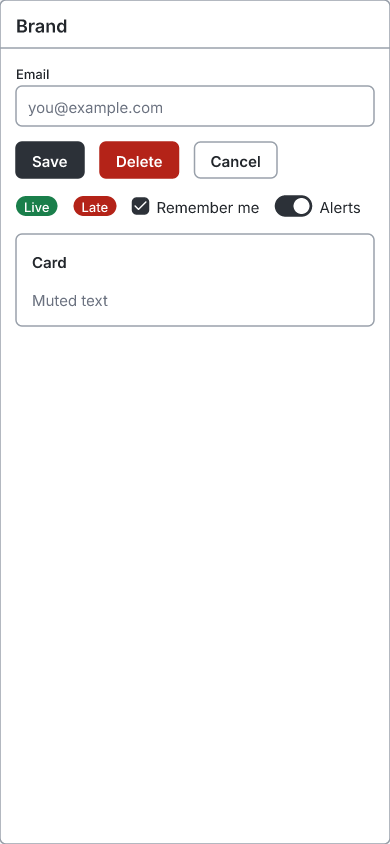 Brand
Email
you@example.com
Save Delete Cancel
Live Late Remember me Alerts
Card
Muted text